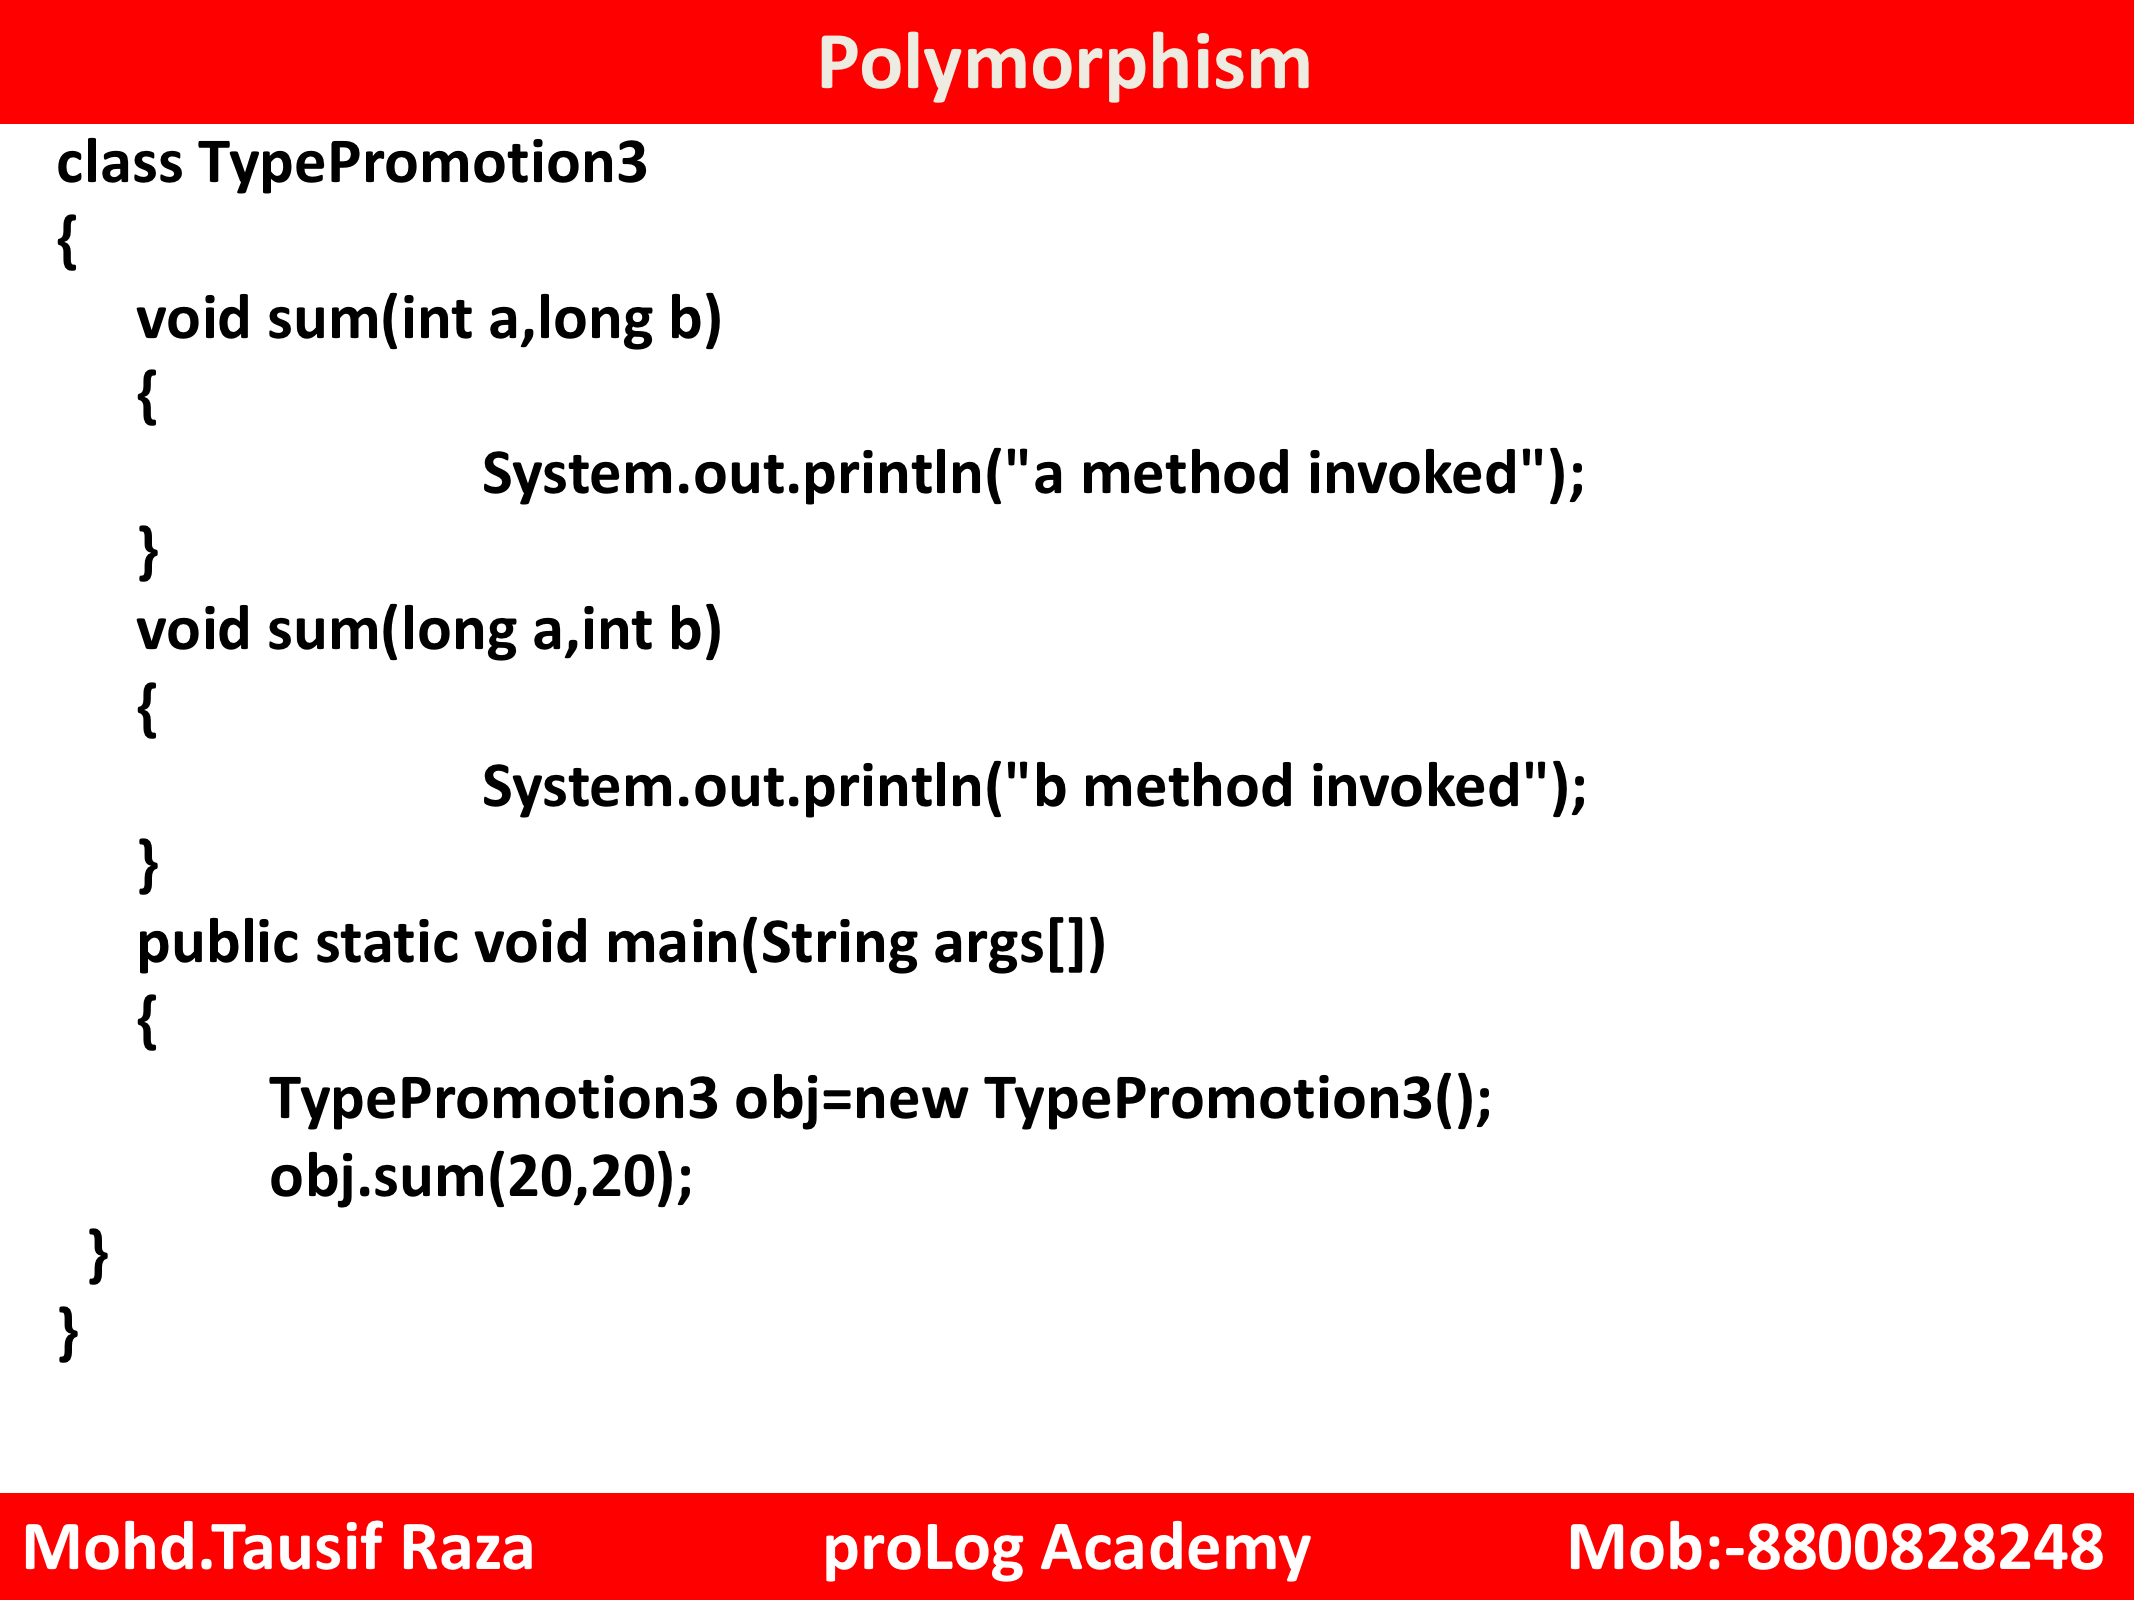 Polymorphism
class TypePromotion3
{
void sum(int a,long b)
{
System.out.println("a method invoked");
}
void sum(long a,int b)
{
System.out.println("b method invoked");
}
public static void main(String args[])
{
TypePromotion3 obj=new TypePromotion3();
obj.sum(20,20);
}
}
Mohd.Tausif Raza proLog Academy Mob:-8800828248